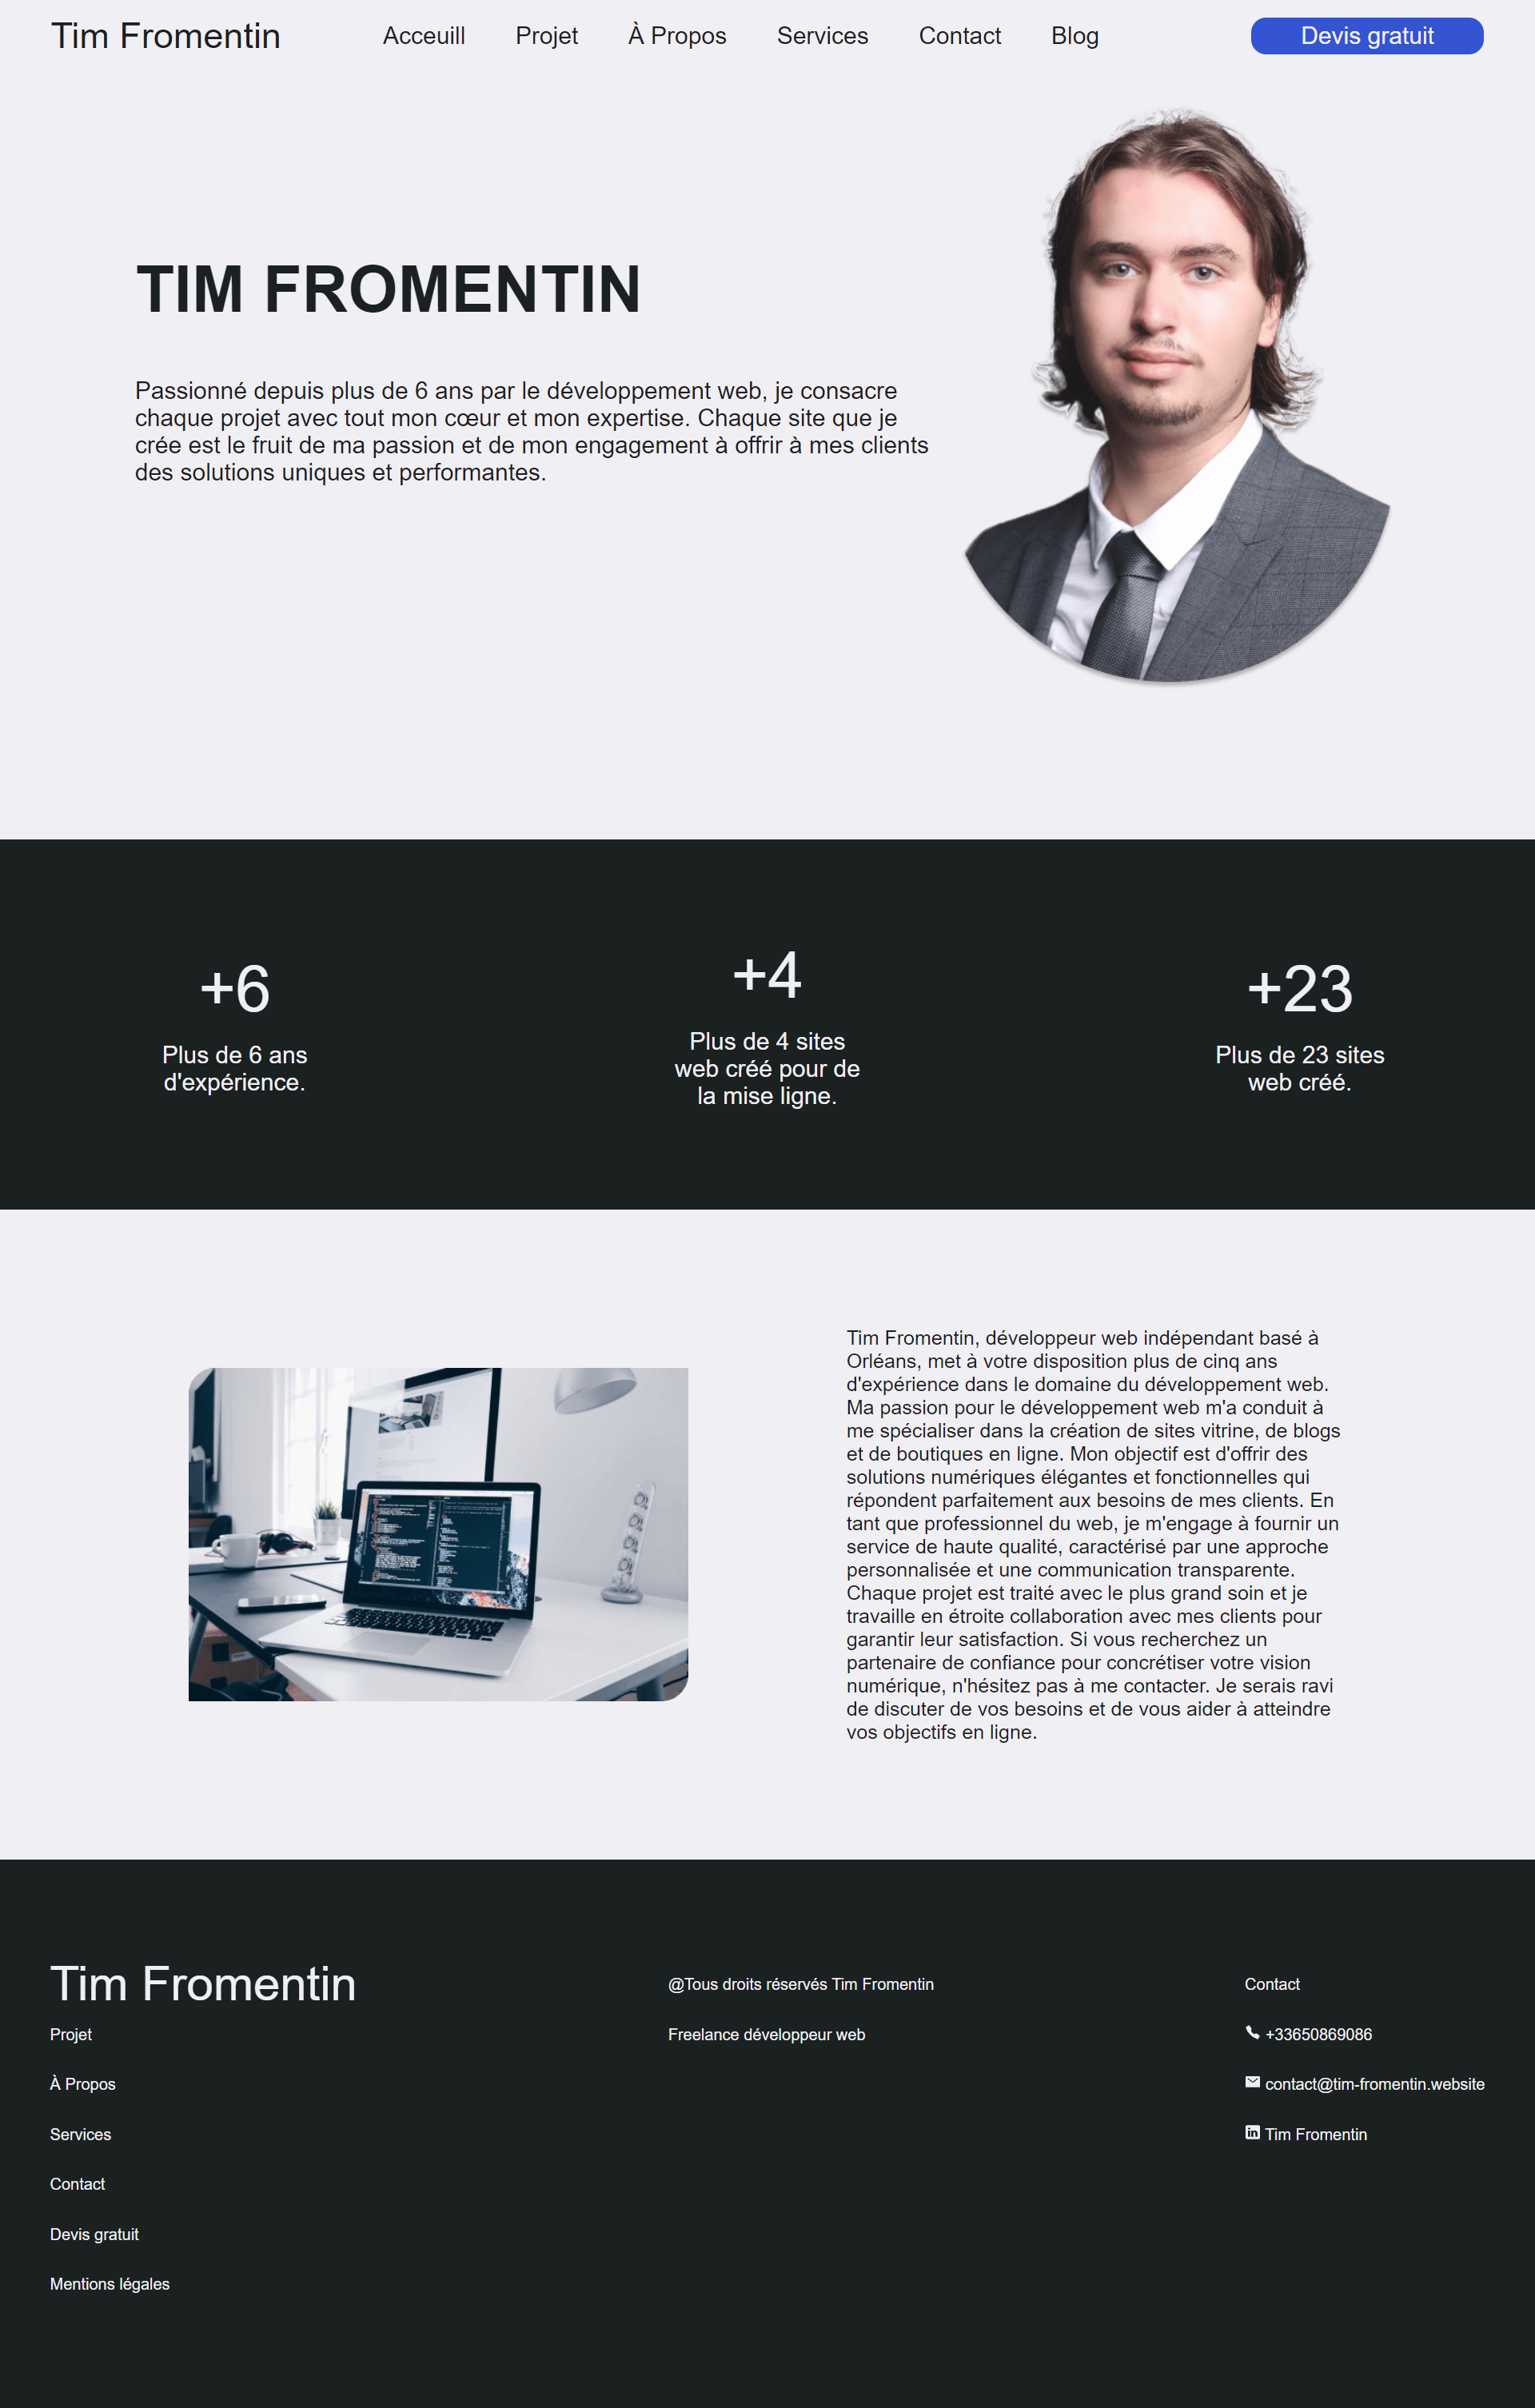 Tim Fromentin
Acceuill
Projet
À Propos
Services
Contact
Blog
Devis gratuit
TIM FROMENTIN
Passionné depuis plus de 6 ans par le développement web, je consacre
chaque projet avec tout mon cœur et mon expertise. Chaque site que je
crée est le fruit de ma passion et de mon engagement à offrir à mes clients
des solutions uniques et performantes.
+6
Plus de 6 ans
d'expérience.
+4
Plus de 4 sites
web créé pour de
la mise ligne.
+23
Plus de 23 sites
web créé.
Tim Fromentin, développeur web indépendant basé à
Orléans, met à votre disposition plus de cinq ans
d'expérience dans le domaine du développement web.
Ma passion pour le développement web m'a conduit à
me spécialiser dans la création de sites vitrine, de blogs
et de boutiques en ligne. Mon objectif est d'offrir des
solutions numériques élégantes et fonctionnelles qui
répondent parfaitement aux besoins de mes clients. En
tant que professionnel du web, je m'engage à fournir un
service de haute qualité, caractérisé par une approche
personnalisée et une communication transparente.
Chaque projet est traité avec le plus grand soin et je
travaille en étroite collaboration avec mes clients pour
garantir leur satisfaction. Si vous recherchez un
partenaire de confiance pour concrétiser votre vision
numérique, n'hésitez pas à me contacter. Je serais ravi
de discuter de vos besoins et de vous aider à atteindre
vos objectifs en ligne.
Tim Fromentin
Projet
À Propos
Services
Contact
Devis gratuit
Mentions légales
@Tous droits réservés Tim Fromentin
Freelance développeur web
Contact
+33650869086
contact@tim-fromentin.website
Tim Fromentin